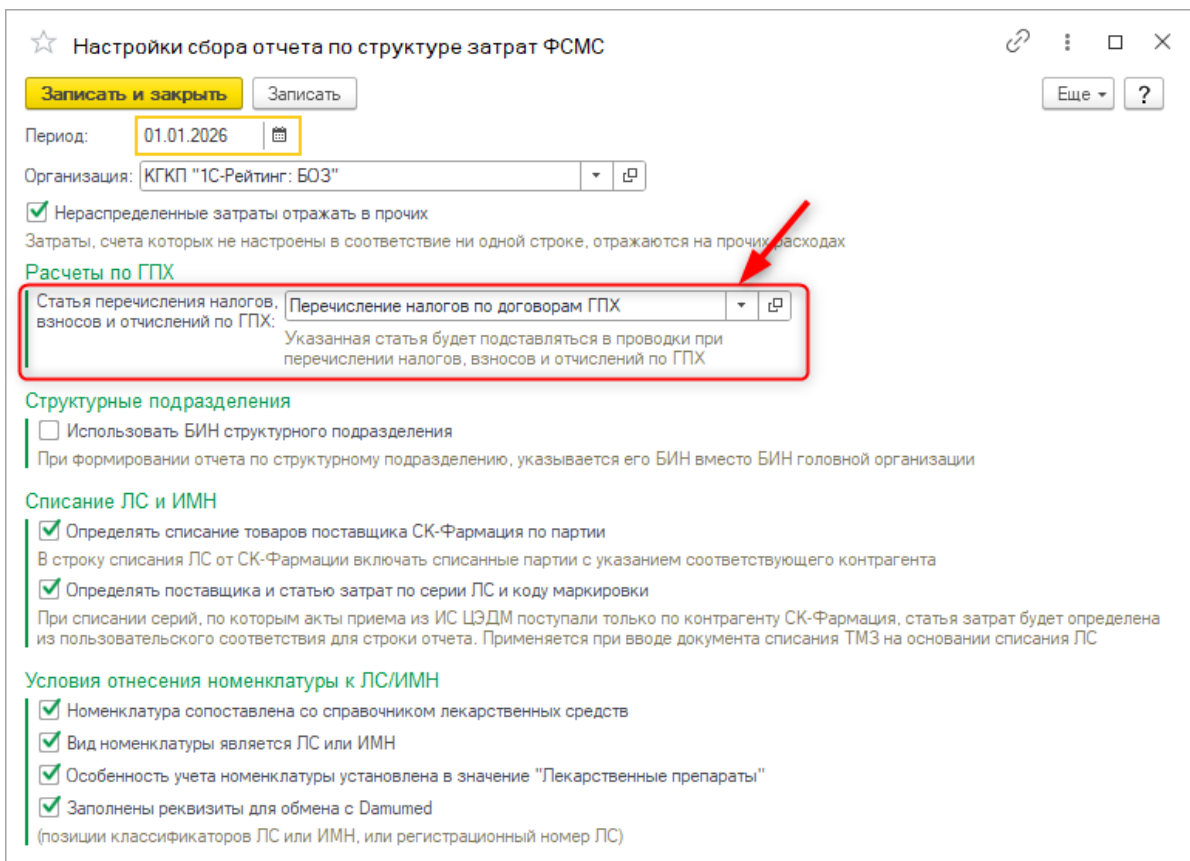 Настройки сбора отчета по структуре затрат ФСМС
Записать и закрыть
Записать
Еще
?
Период:
01.01.2026
Организация:
КГКП "1С-Рейтинг: БОЗ"
Нераспределенные затраты отражать в прочих
Затраты, счета которых не настроены в соответствие ни одной строке, отражаются на прочих расходах
Расчеты по ГПХ
Статья перечисления налогов,
взносов и отчислений по ГПХ:
Перечисление налогов по договорам ГПХ
Указанная статья будет подставляться в проводки при
перечислении налогов, взносов и отчислений по ГПХ
Структурные подразделения
Использовать БИН структурного подразделения
При формировании отчета по структурному подразделению, указывается его БИН вместо БИН головной организации
Списание ЛС и ИМН
Определять списание товаров поставщика СК-Фармация по партии
В строку списания ЛС от СК-Фармации включать списанные партии с указанием соответствующего контрагента
Определять поставщика и статью затрат по серии ЛС и коду маркировки
При списании серий, по которым акты приема из ИС ЦЭДМ поступали только по контрагенту СК-Фармация, статья затрат будет определена
из пользовательского соответствия для строки отчета. Применяется при вводе документа списания ТМЗ на основании списания ЛС
Условия отнесения номенклатуры к ЛС/ИМН
Номенклатура сопоставлена со справочником лекарственных средств
Вид номенклатуры является ЛС или ИМН
Особенность учета номенклатуры установлена в значение "Лекарственные препараты"
Заполнены реквизиты для обмена с Damumed
(позиции классификаторов ЛС или ИМН, или регистрационный номер ЛС)